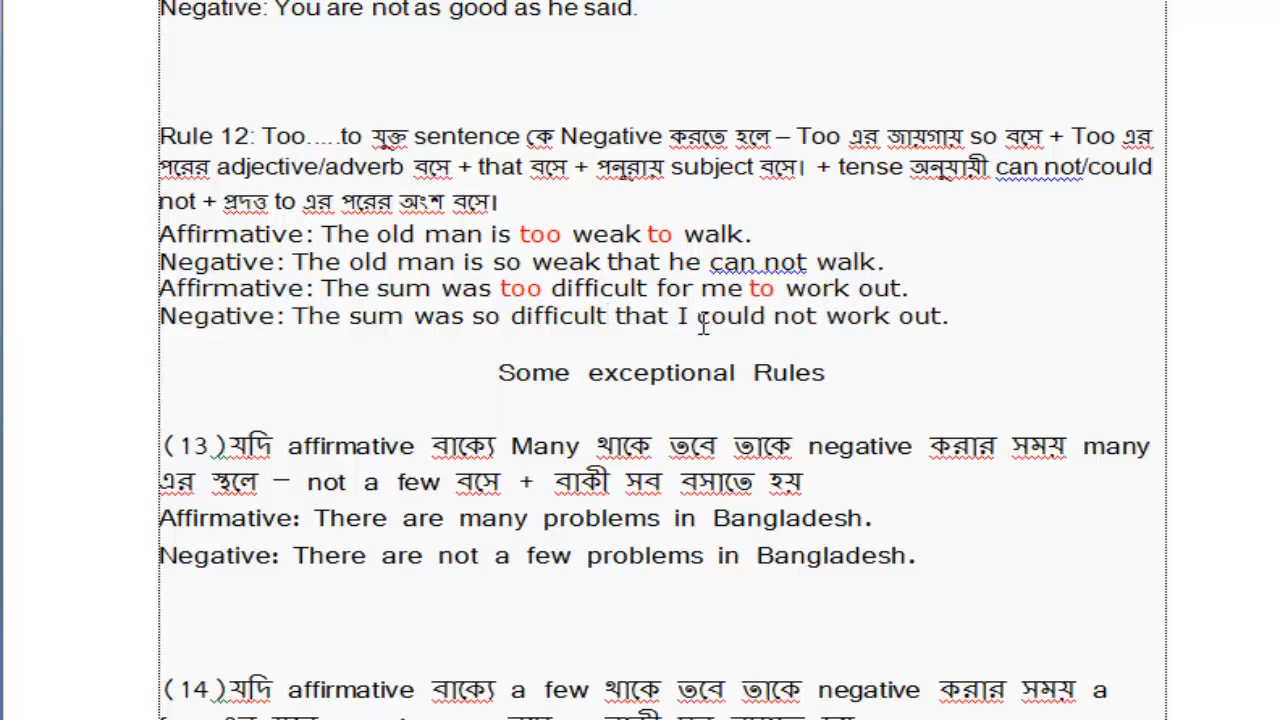 Negative: You are not as good as he said.
Rule 12: Too.....to যুক্ত sentence কে Negative করতে হলে – Too এর জায়গায় so বসে + Too এর
পরের adjective/adverb বসে + that বসে + পনুরায় subject বসে। + tense অনুযায়ী can not/could
not + প্রদত্ত to এর পরের অংশ বসে।
Affirmative: The old man is too weak to walk.
Negative: The old man is so weak that he can not walk.
Affirmative: The sum was too difficult for me to work out.
Negative: The sum was so difficult that I could not work out.
Some exceptional Rules
(13)যদি affirmative বাক্যে Many থাকে তবে তাকে negative করার সময় many
এর স্থলে – not a few বসে + বাকী সব বসাতে হয়
Affirmative: There are many problems in Bangladesh.
Negative: There are not a few problems in Bangladesh.
(14)যদি affirmative বাক্যে a few থাকে তবে তাকে negative করার সময় a